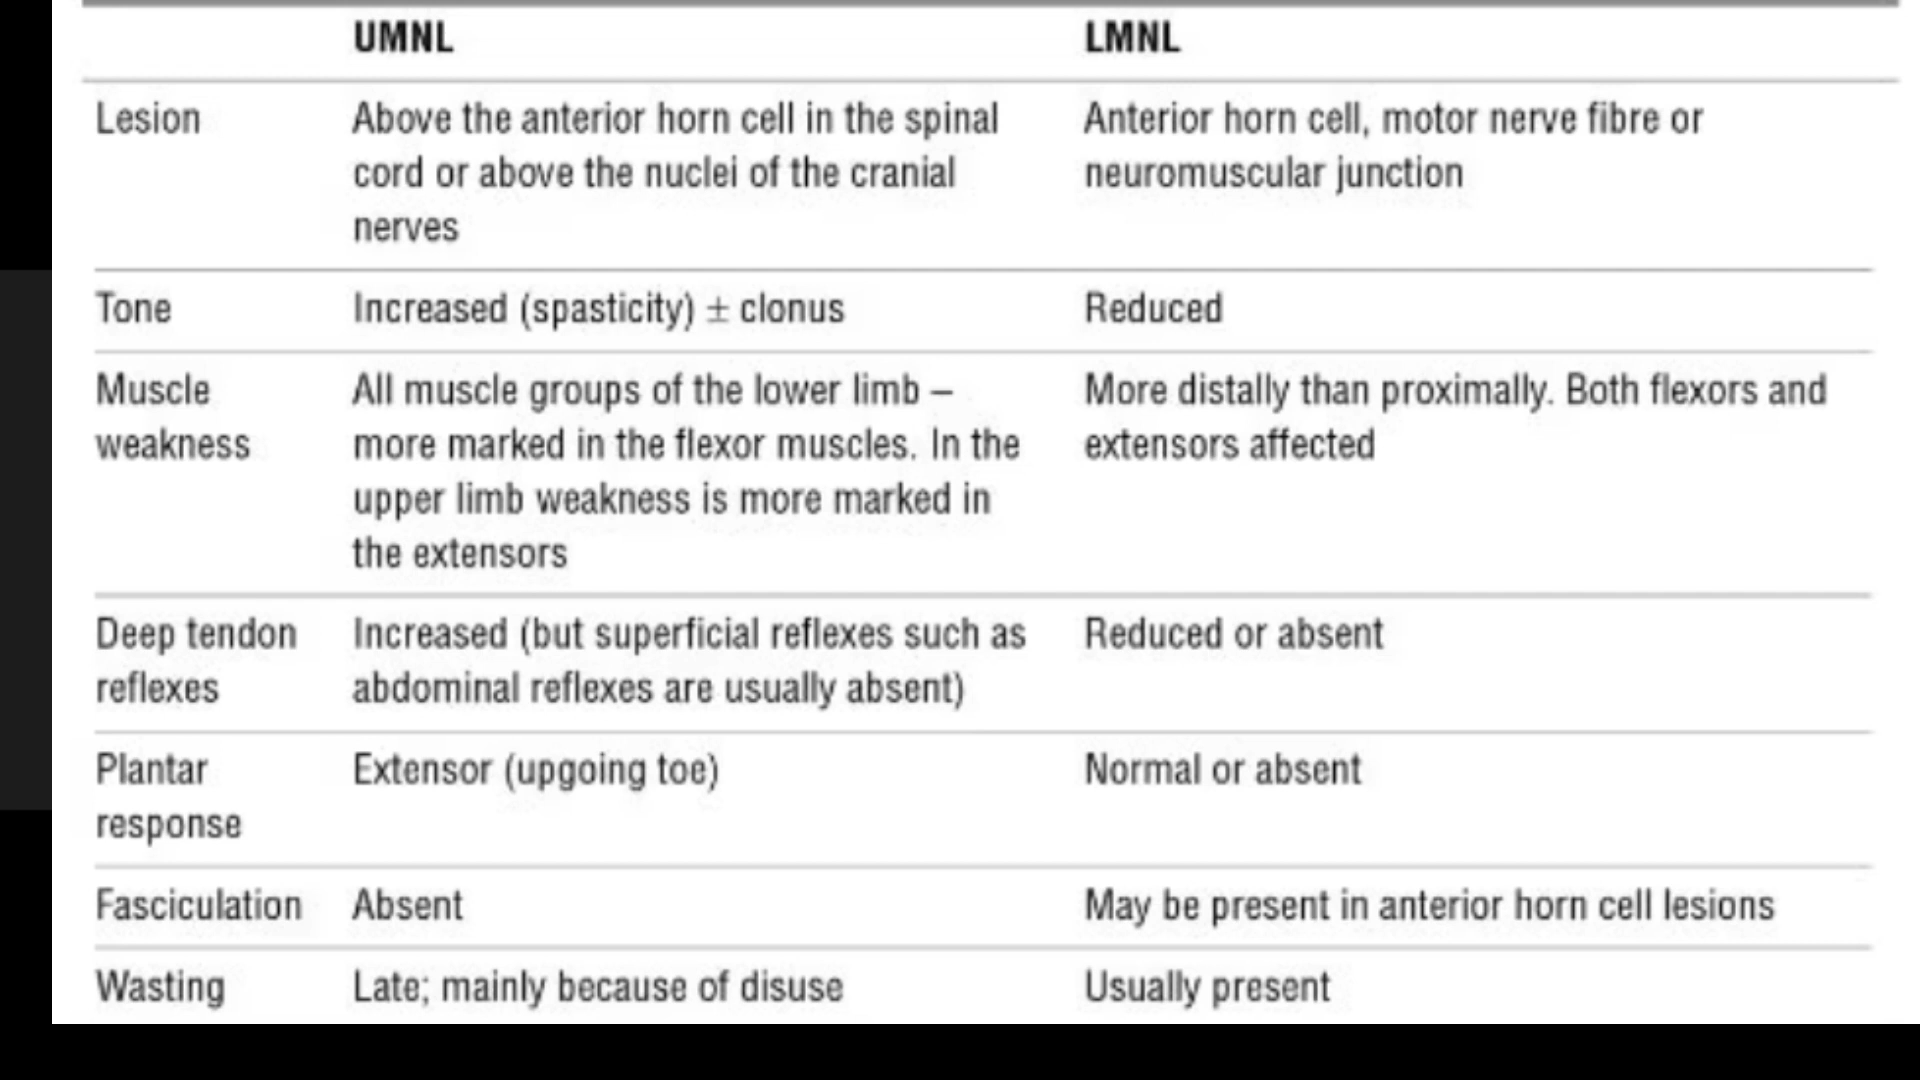 UMNL LMNL
Lesion Above the anterior horn cell in the spinal Anterior horn cell, motor nerve fibre or
cord or above the nuclei of the cranial neuromuscular junction
nerves
Tone Increased (spasticity) ± clonus Reduced
Muscle All muscle groups of the lower limb – More distally than proximally. Both flexors and
weakness more marked in the flexor muscles. In the extensors affected
upper limb weakness is more marked in
the extensors
Deep tendon Increased (but superficial reflexes such as Reduced or absent
reflexes abdominal reflexes are usually absent)
Plantar Extensor (upgoing toe) Normal or absent
response
Fasciculation Absent May be present in anterior horn cell lesions
Wasting Late; mainly because of disuse Usually present